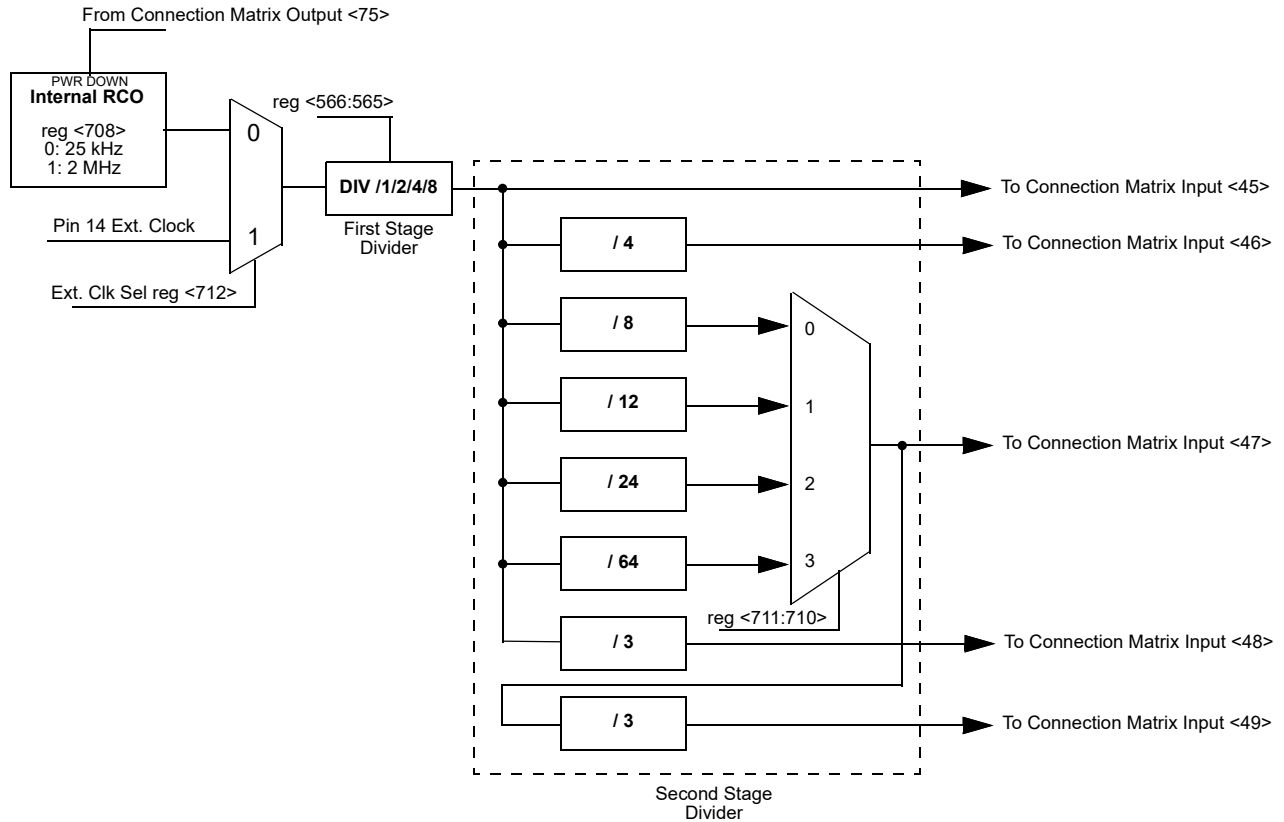 From Connection Matrix Output <75>
PWR DOWN
Internal RCO
reg <708>
0: 25 kHz
1: 2 MHz
0
1
Pin 14 Ext. Clock
Ext. Clk Sel reg <712>
reg <566:565>
DIV /1/2/4/8
First Stage
Divider
To Connection Matrix Input <45>
/ 4
To Connection Matrix Input <46>
/ 8
0
/ 12
1
To Connection Matrix Input <47>
/ 24
2
/ 64
3
reg <711:710>
/ 3
To Connection Matrix Input <48>
/ 3
To Connection Matrix Input <49>
Second Stage
Divider